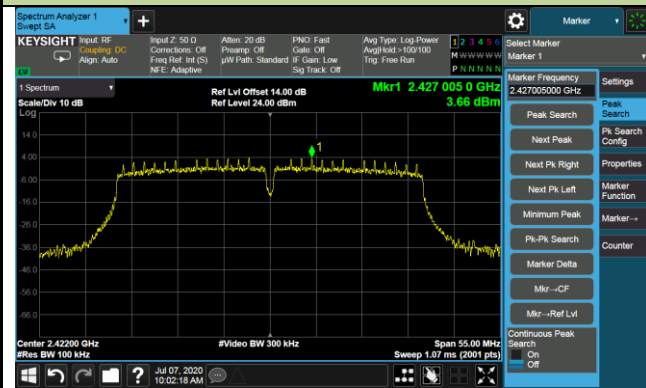 Spectrum Analyzer 1
Swept SA
+
Marker
KEYSIGHT
Input: RF
Coupling: DC
Align: Auto
Input Z: 50 Ω
Corrections: Off
Freq Ref: Int (S)
NFE: Adaptive
Atten: 20 dB
Preamp: Off
µW Path: Standard
PNO: Fast
Gate: Off
IF Gain: Low
Sig Track: Off
Avg Type: Log-Power
Avg|Hold:>100/100
Trig: Free Run
1 2 3 4 5 6
M W W W W W
P N N N N N
LXI
Select Marker
Marker 1
1 Spectrum
Scale/Div 10 dB
Log
Ref Lvl Offset 14.00 dB
Ref Level 24.00 dBm
Mkr1 2.427 005 0 GHz
3.66 dBm
14.0
4.00
-6.00
-16.0
-26.0
-36.0
-46.0
-56.0
-66.0
1
Center 2.42200 GHz
#Res BW 100 kHz
#Video BW 300 kHz
Span 55.00 MHz
Sweep 1.07 ms (2001 pts)
Marker Frequency
2.427005000 GHz
Peak Search
Next Peak
Next Pk Right
Next Pk Left
Minimum Peak
Pk-Pk Search
Marker Delta
Mkr→CF
Mkr→Ref Lvl
Continuous Peak
Search
On
Off
Settings
Peak
Search
Pk Search
Config
Properties
Marker
Function
Marker→
Counter
?
Jul 07, 2020
10:02:18 AM